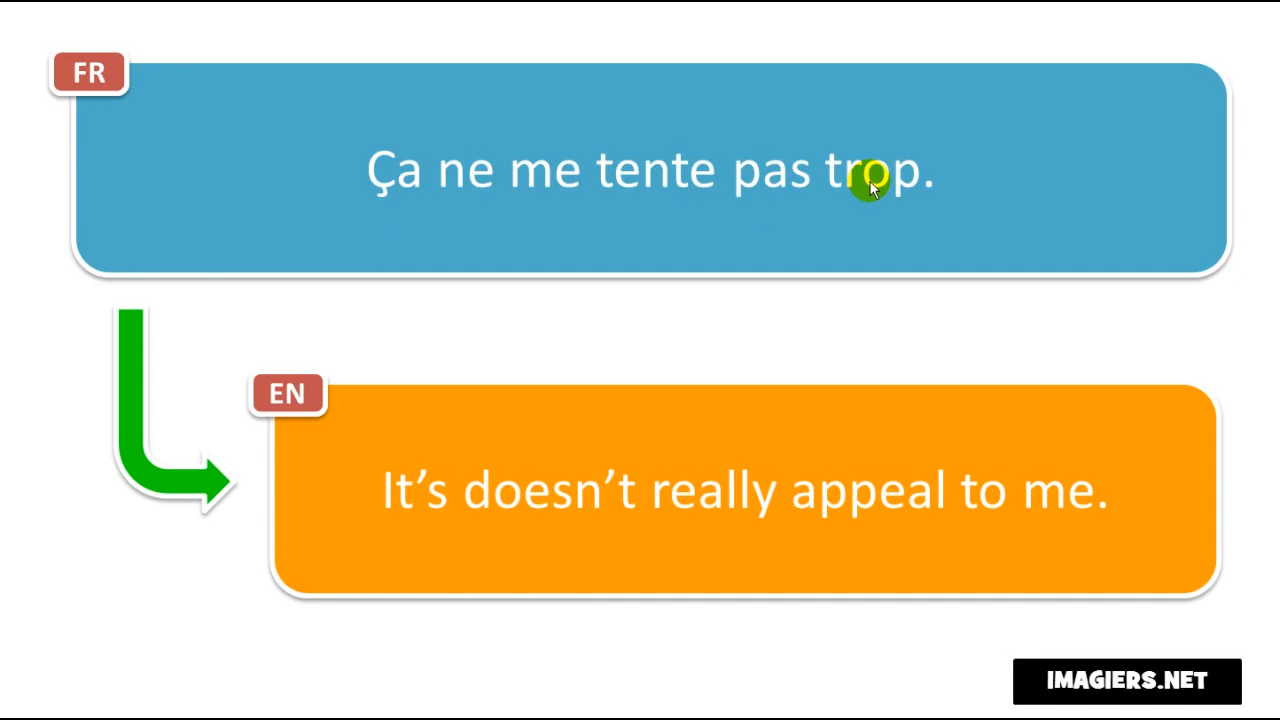 FR
Ça ne me tente pas trop.
EN
It’s doesn’t really appeal to me.
IMAGIERS.NET